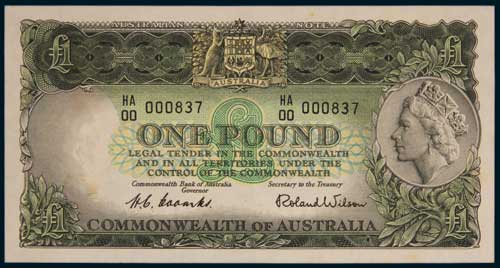 AUSTRALIAN NOTE
£1 £1
AUSTRALIA
HA 00 000837 HA 00 000837
ONE POUND
LEGAL TENDER IN THE COMMONWEALTH
AND IN ALL TERRITORIES UNDER THE
CONTROL OF THE COMMONWEALTH
Commonwealth Bank of Australia Secretary to the Treasury
Governor
H.C. Coombs Roland Wilson
£1 £1
COMMONWEALTH OF AUSTRALIA